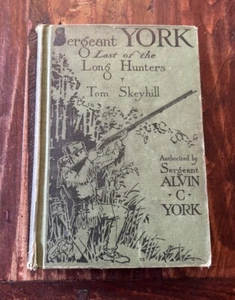 Sergeant YORK
Last of the
Long Hunters
Tom Skeyhill
Authorized by
Sergeant
ALVIN
C
YORK